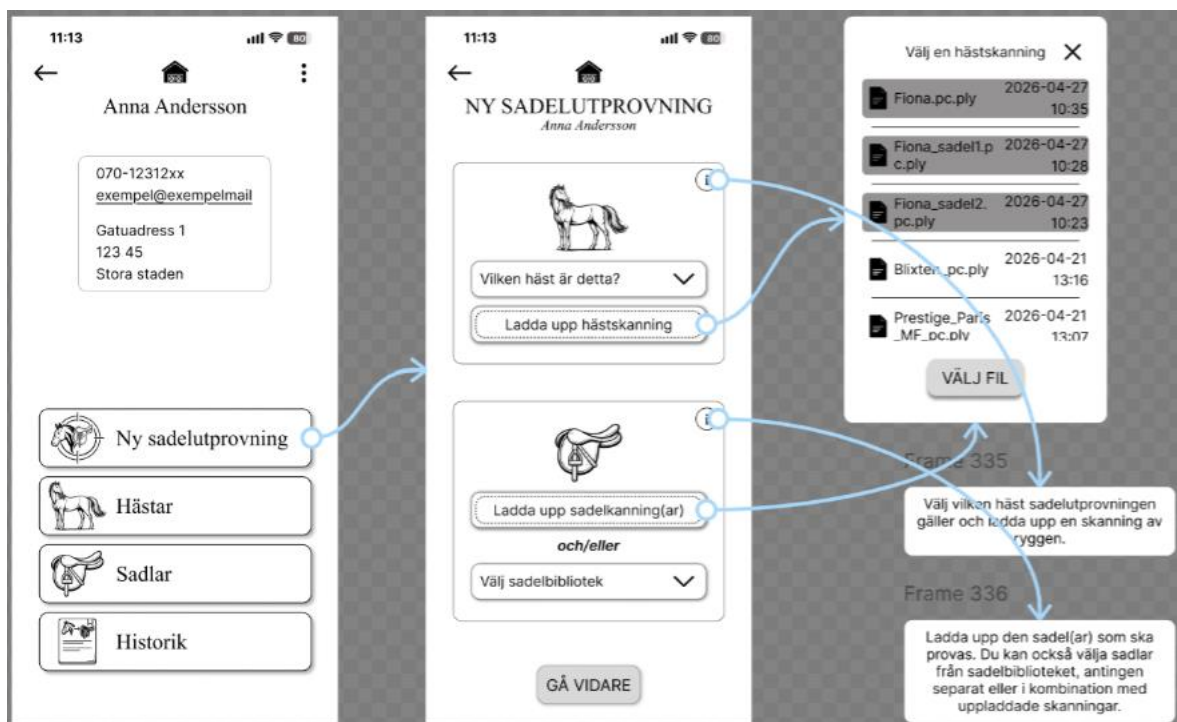 11:13
80
Anna Andersson
070-12312xx
exempel@exempelmail
Gatuadress 1
123 45
Stora staden
Ny sadelutprovning
Hästar
Sadlar
Historik
11:13
80
NY SADELUTPROVNING
Anna Andersson
i
Vilken häst är detta?
Ladda upp hästskanning
i
Ladda upp sadelkanning(ar)
och/eller
Välj sadelbibliotek
GÅ VIDARE
Välj en hästskanning
Fiona.pc.ply 2026-04-27
10:35
Fiona_sadel1.p 2026-04-27
c.ply 10:28
Fiona_sadel2. 2026-04-27
pc.ply 10:23
Blixten_pc.ply 2026-04-21
13:16
Prestige_Paris 2026-04-21
_MF_pc.ply 13:07
VÄLJ FIL
Frame 335
Välj vilken häst sadelutprovningen
gäller och ladda upp en skanning av
ryggen.
Frame 336
Ladda upp den sadel(ar) som ska
provas. Du kan också välja sadlar
från sadelbiblioteket, antingen
separat eller i kombination med
uppladdade skanningar.